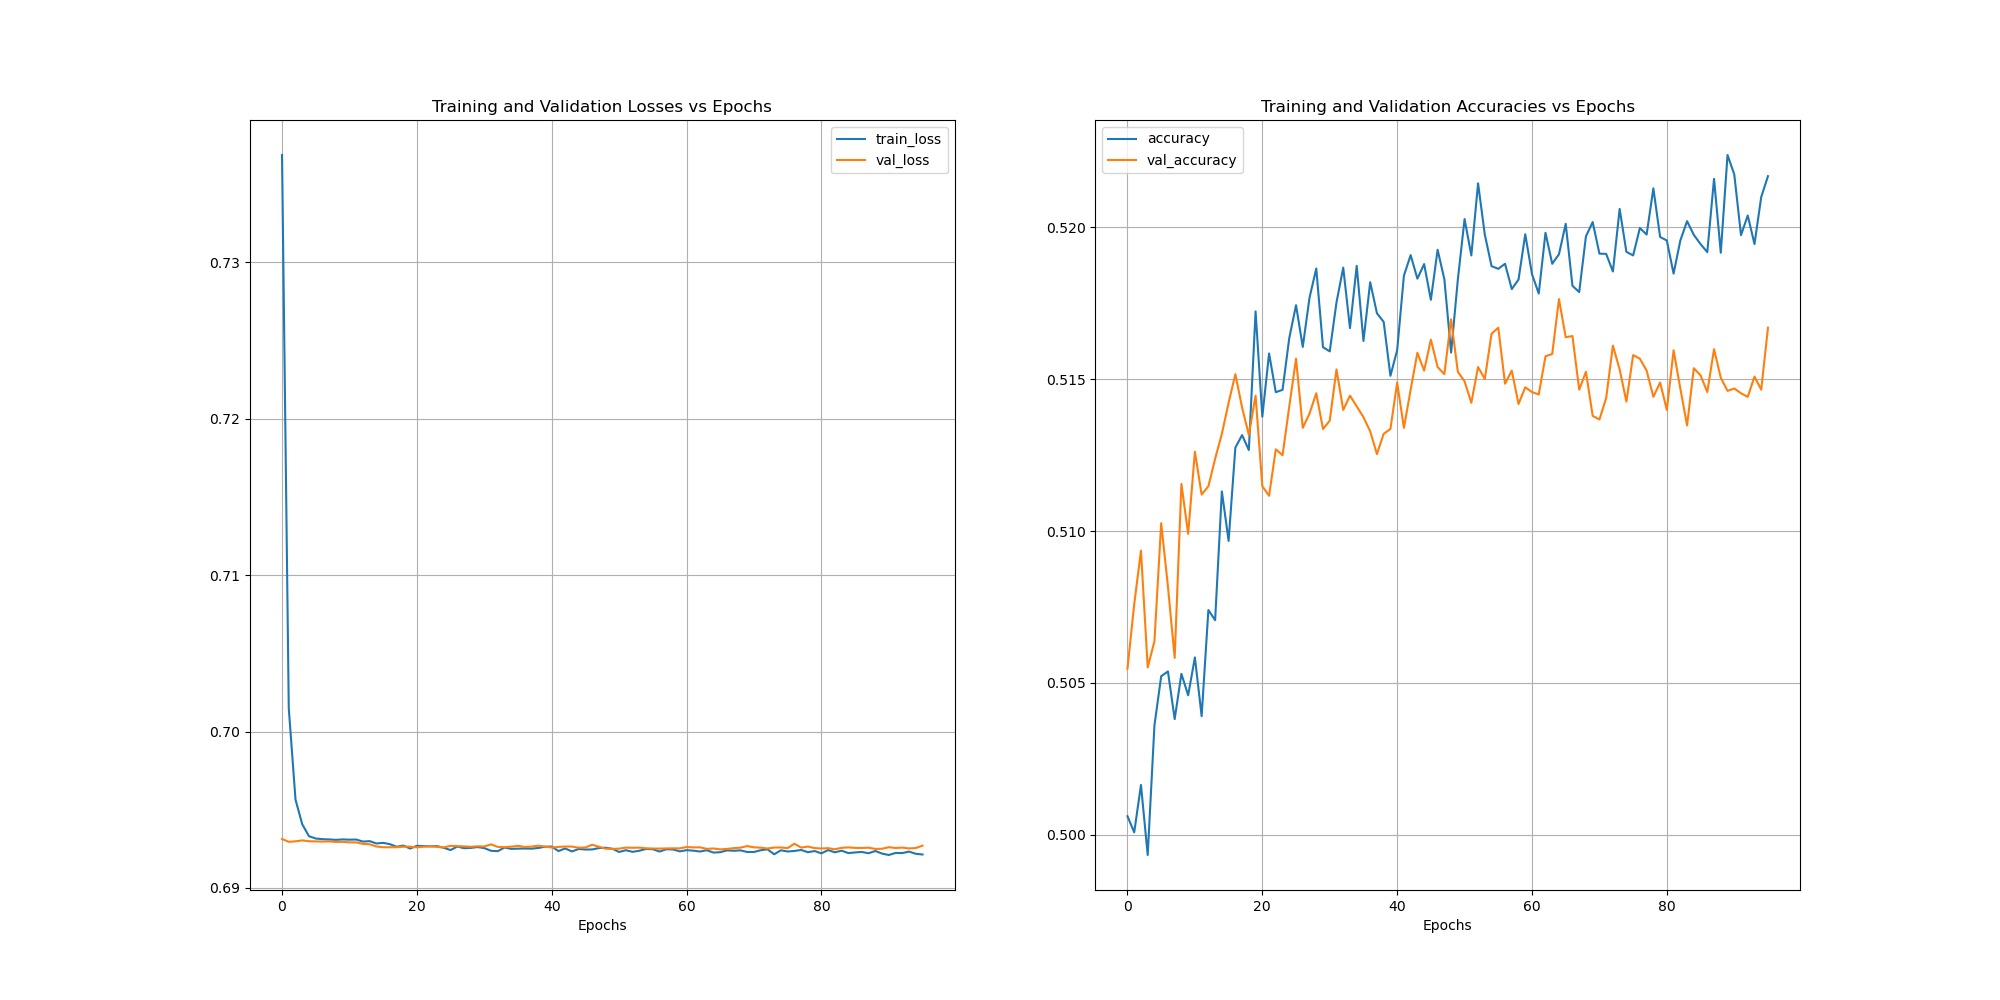 Training and Validation Losses vs Epochs
train_loss
val_loss
0.73
0.72
0.71
0.70
0.69
0 20 40 60 80
Epochs
Training and Validation Accuracies vs Epochs
accuracy
val_accuracy
0.520
0.515
0.510
0.505
0.500
0 20 40 60 80
Epochs